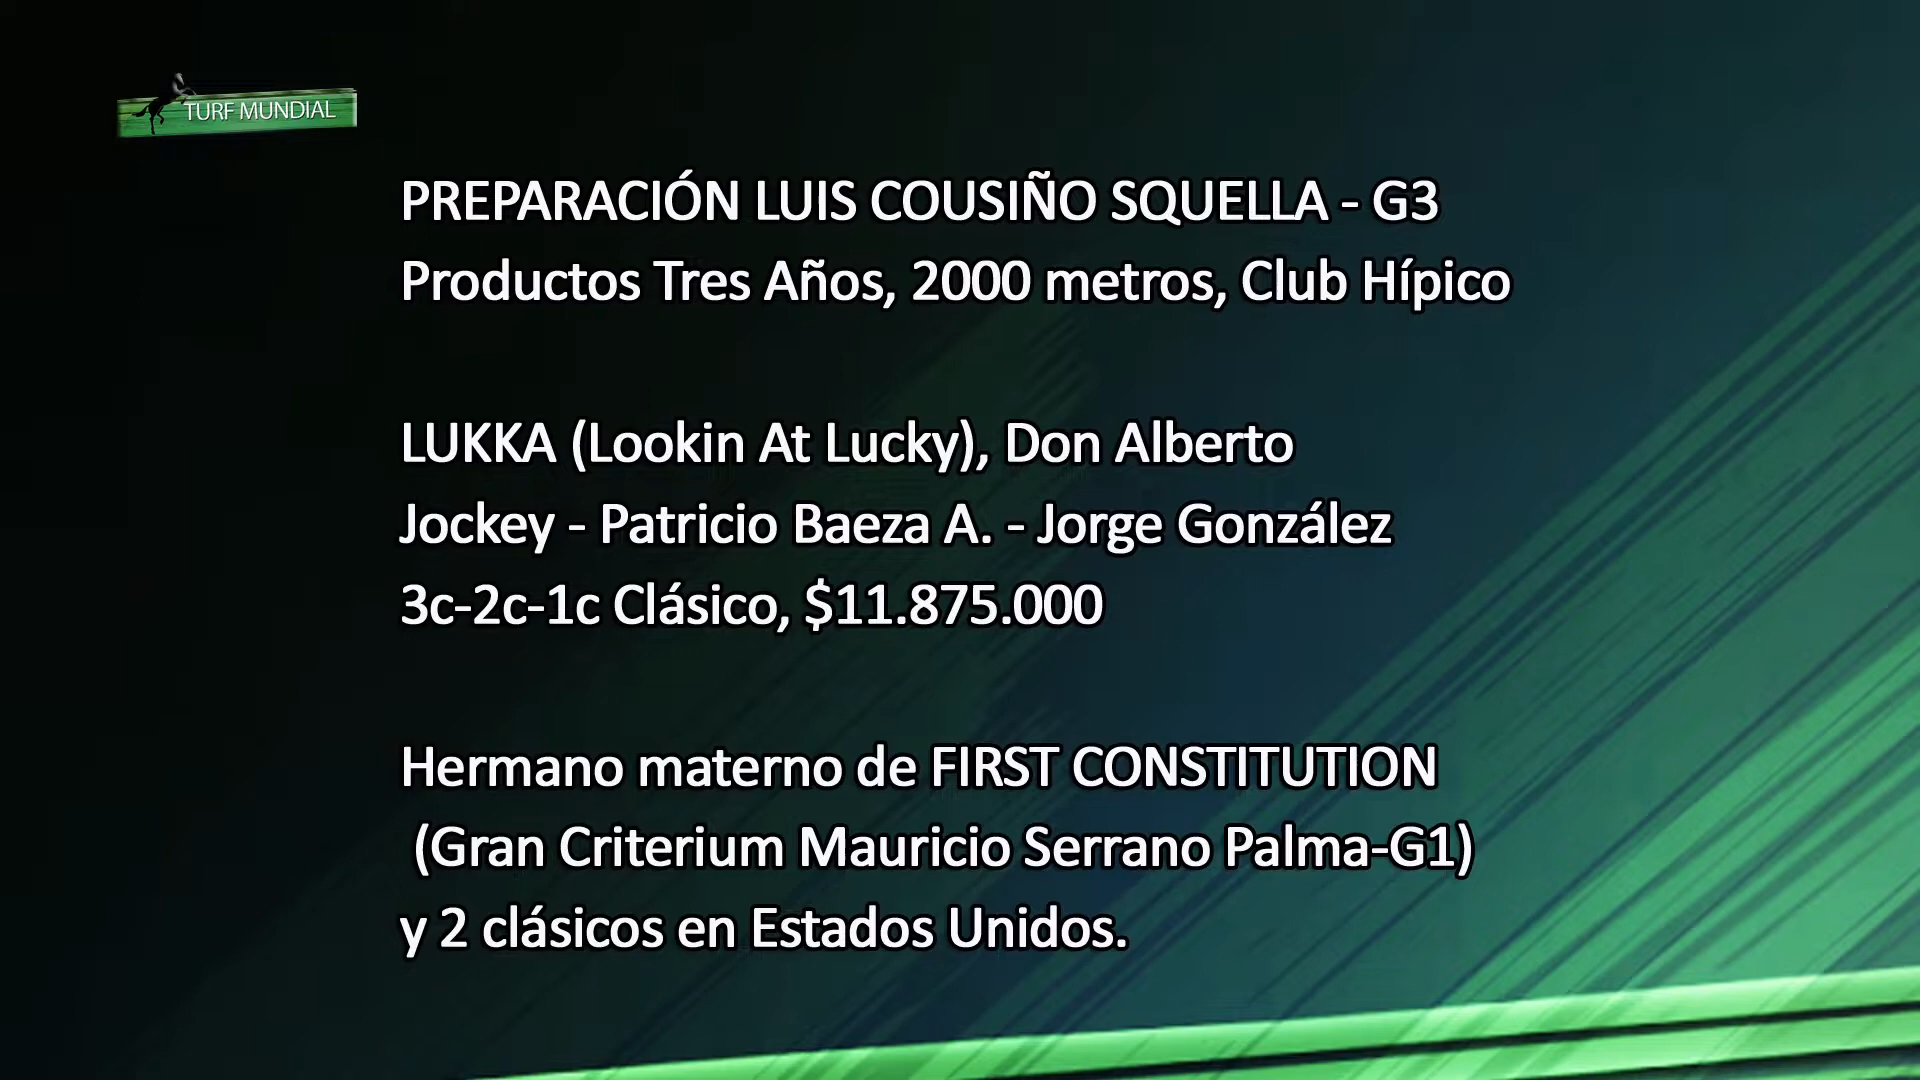 TURF MUNDIAL
PREPARACIÓN LUIS COUSIÑO SQUELLA - G3
Productos Tres Años, 2000 metros, Club Hípico
LUKKA (Lookin At Lucky), Don Alberto
Jockey - Patricio Baeza A. - Jorge González
3c-2c-1c Clásico, $11.875.000
Hermano materno de FIRST CONSTITUTION
(Gran Criterium Mauricio Serrano Palma-G1)
y 2 clásicos en Estados Unidos.